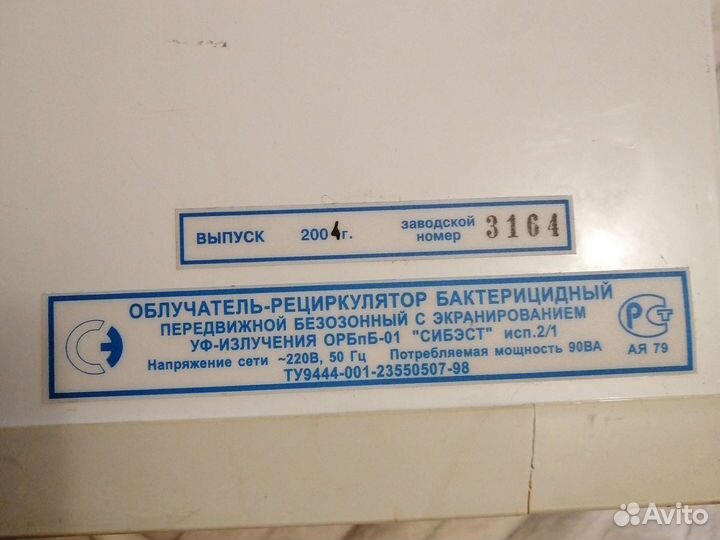 ВЫПУСК 2004г. заводской номер 3164
ОБЛУЧАТЕЛЬ-РЕЦИРКУЛЯТОР БАКТЕРИЦИДНЫЙ
ПЕРЕДВИЖНОЙ БЕЗОЗОННЫЙ С ЭКРАНИРОВАНИЕМ
УФ-ИЗЛУЧЕНИЯ ОРБпБ-01 "СИБЭСТ" исп.2/1
Напряжение сети ~220В, 50 Гц Потребляемая мощность 90ВА
ТУ9444-001-23550507-98
РСТ
АЯ 79
Avito